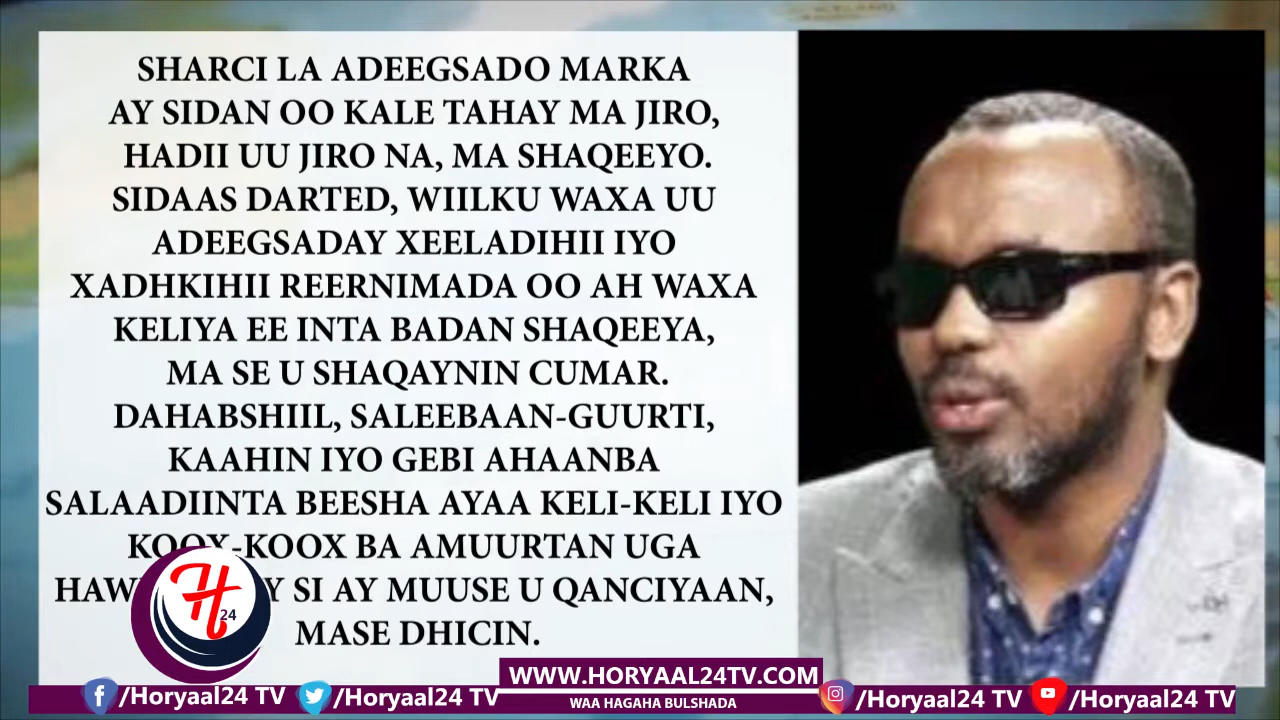 SHARCI LA ADEEGSADO MARKA
AY SIDAN OO KALE TAHAY MA JIRO,
HADII UU JIRO NA, MA SHAQEEYO.
SIDAAS DARTED, WIILKU WAXA UU
ADEEGSADAY XEELADIHII IYO
XADHKIHII REERNIMADA OO AH WAXA
KELIYA EE INTA BADAN SHAQEEYA,
MA SE U SHAQAYNIN CUMAR.
DAHABSHIIL, SALEEBAAN-GUURTI,
KAAHIN IYO GEBI AHAANBA
SALAADIINTA BEESHA AYAA KELI-KELI IYO
KOOX-KOOX BA AMUURTAN UGA
SI AY MUUSE U QANCIYAAN,
MASE DHICIN.
H 24
WWW.HORYAAL24TV.COM
/Horyaal24 TV /Horyaal24 TV WAA HAGAHA BULSHADA /Horyaal24 TV /Horyaal24 TV